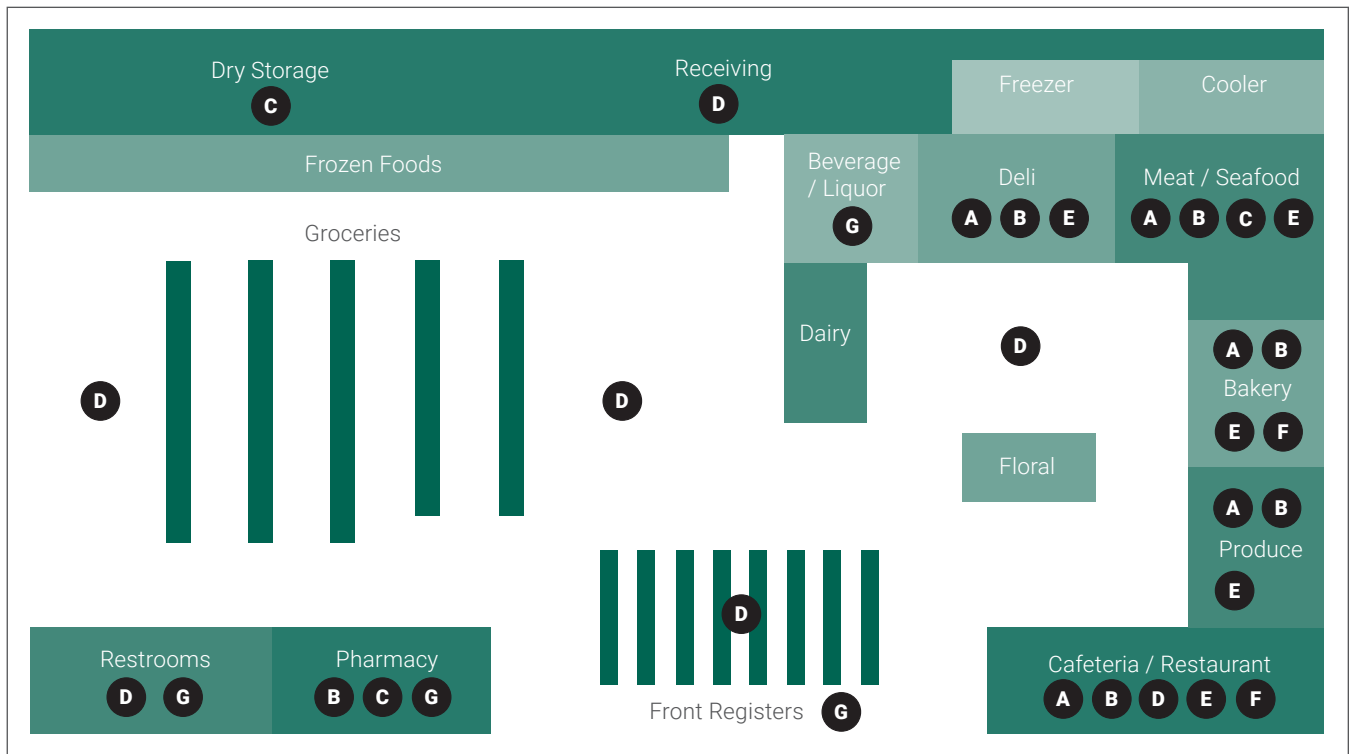 Dry Storage
C
Receiving
D
Freezer
Cooler
Frozen Foods
Beverage
/ Liquor
G
Deli
A B E
Meat / Seafood
A B C E
Groceries
D
D
Dairy
D
A B
Bakery
E F
Floral
A B
Produce
E
D
Restrooms
D G
Pharmacy
B C G
Front Registers G
Cafeteria / Restaurant
A B D E F